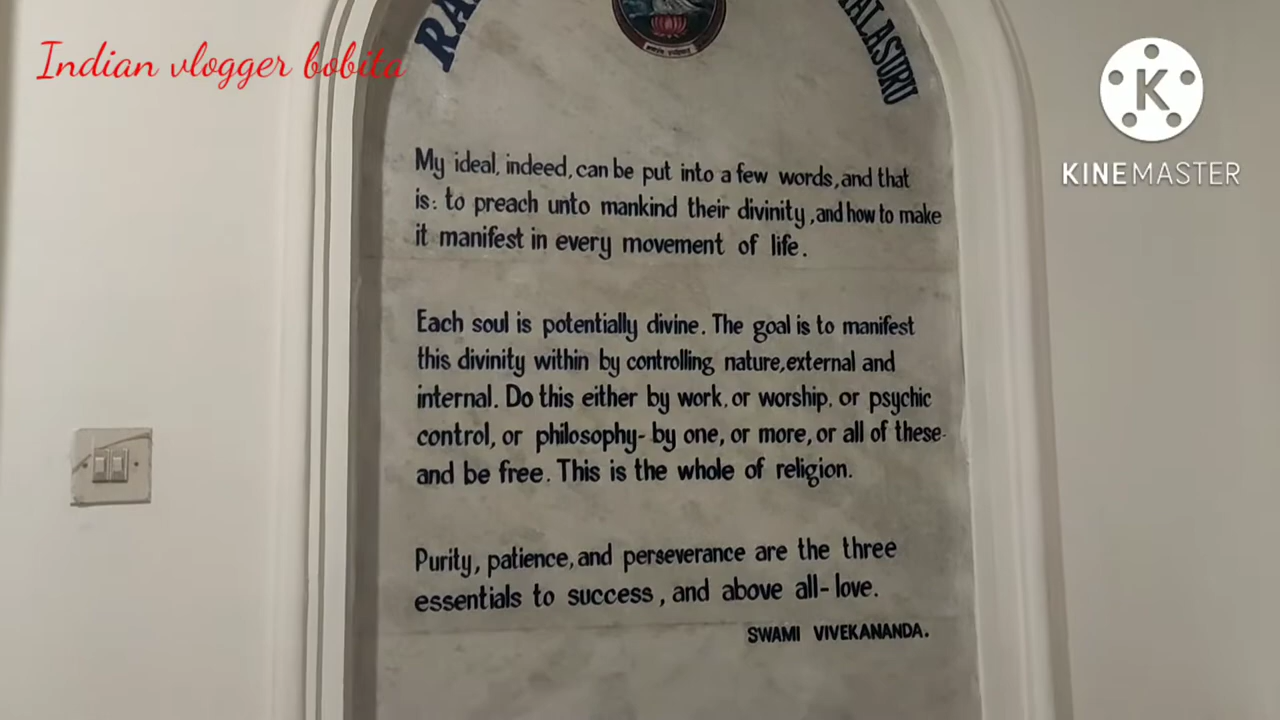 Indian vlogger bobita
KINEMASTER
My ideal, indeed, can be put into a few words, and that
is: to preach unto mankind their divinity, and how to make
it manifest in every movement of life.
Each soul is potentially divine. The goal is to manifest
this divinity within by controlling nature, external and
internal. Do this either by work, or worship, or psychic
control, or philosophy- by one, or more, or all of these-
and be free. This is the whole of religion.
Purity, patience, and perseverance are the three
essentials to success, and above all- love.
SWAMI VIVEKANANDA.